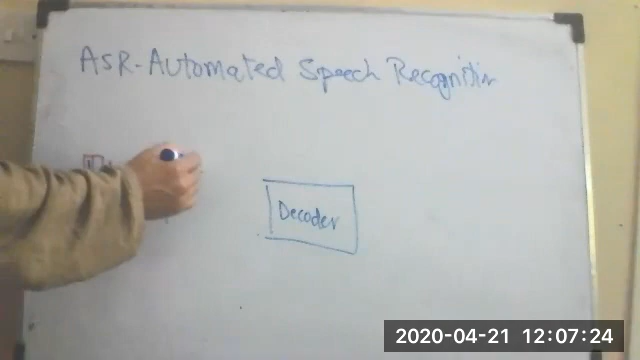 ASR-Automated Speech Recognition
Decoder
2020-04-21 12:07:24